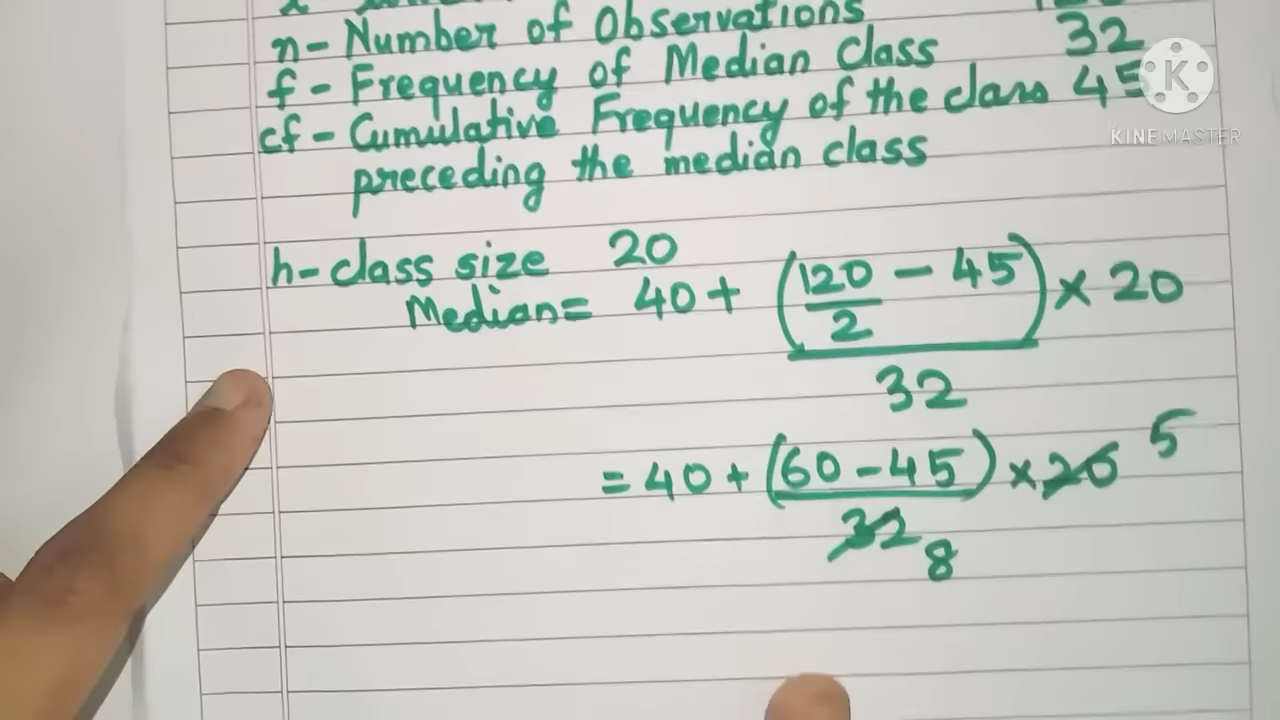 n - Number of Observations
f - Frequency of Median Class 32
cf - Cumulative Frequency of the class 45
preceding the median class
h - class size 20
Median = 40 + (120/2 - 45)/32 × 20
= 40 + (60 - 45)/32 8 × 20 5
K
KINEMASTER